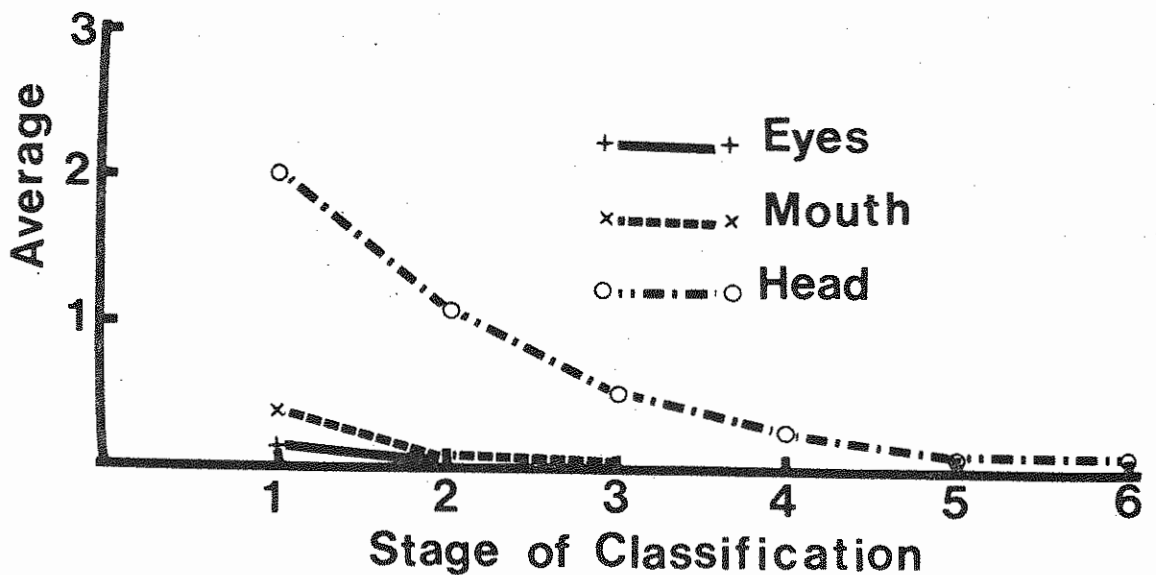 3
2
1
Average
Eyes
Mouth
Head
1 2 3 4 5 6
Stage of Classification